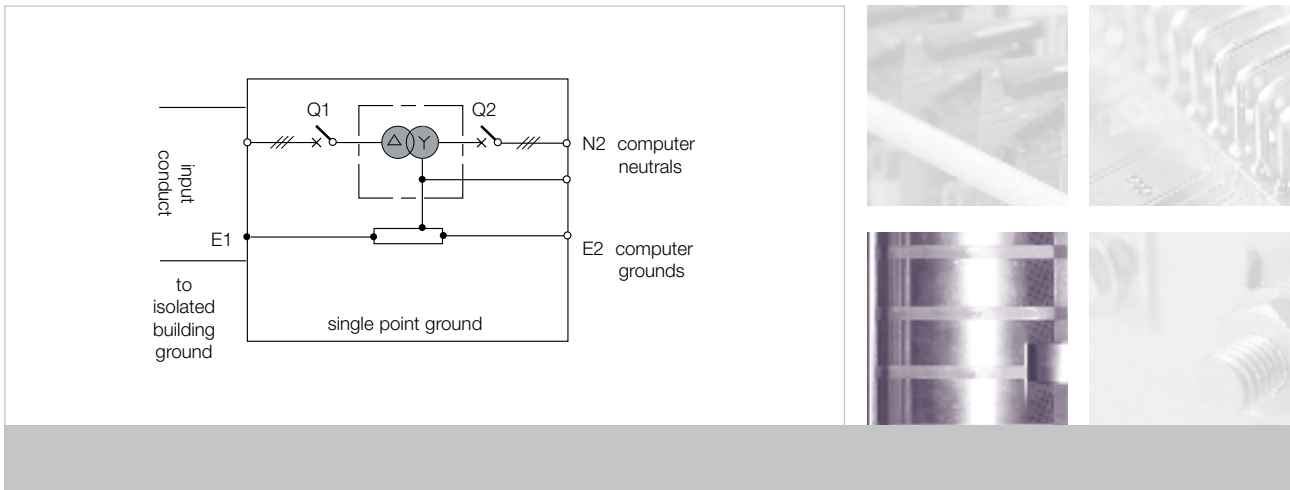 Q1
Q2
N2 computer
neutrals
input
conduct
E1
E2 computer
grounds
to
isolated
building
ground
single point ground